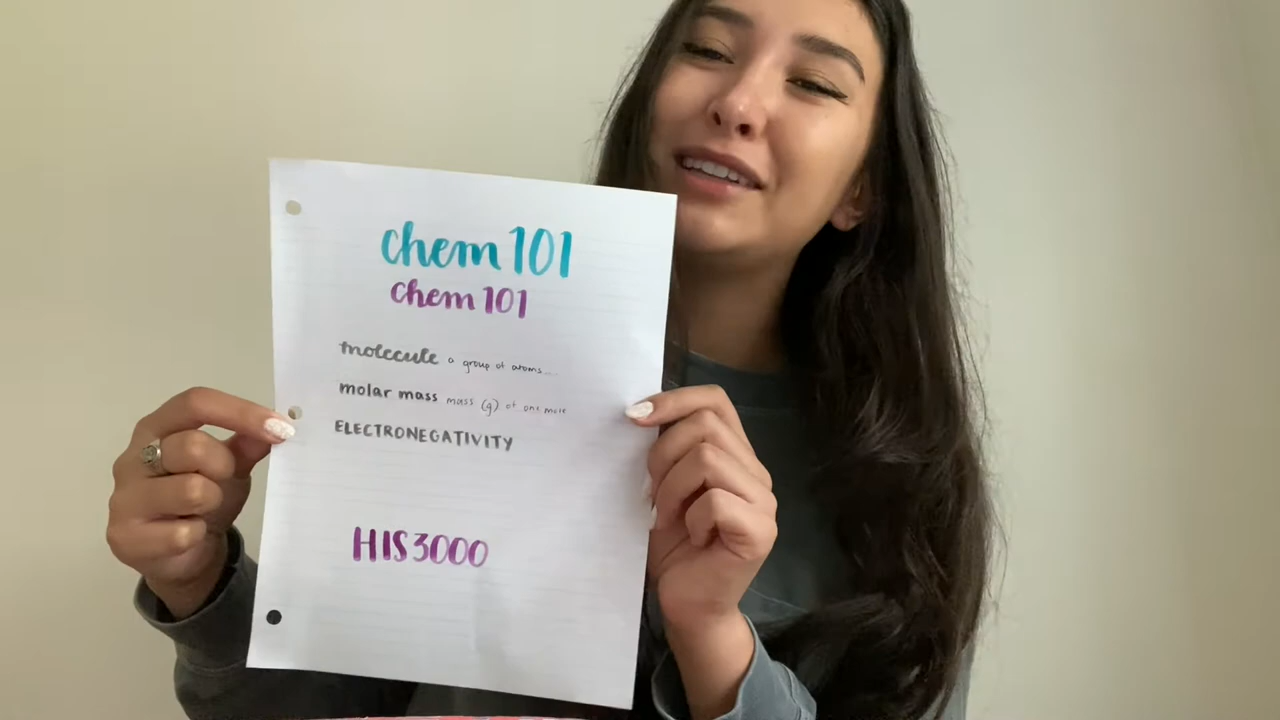 chem 101
chem 101
molecule a group of atoms...
molar mass mass (g) of one mole
ELECTRONEGATIVITY
HIS3000